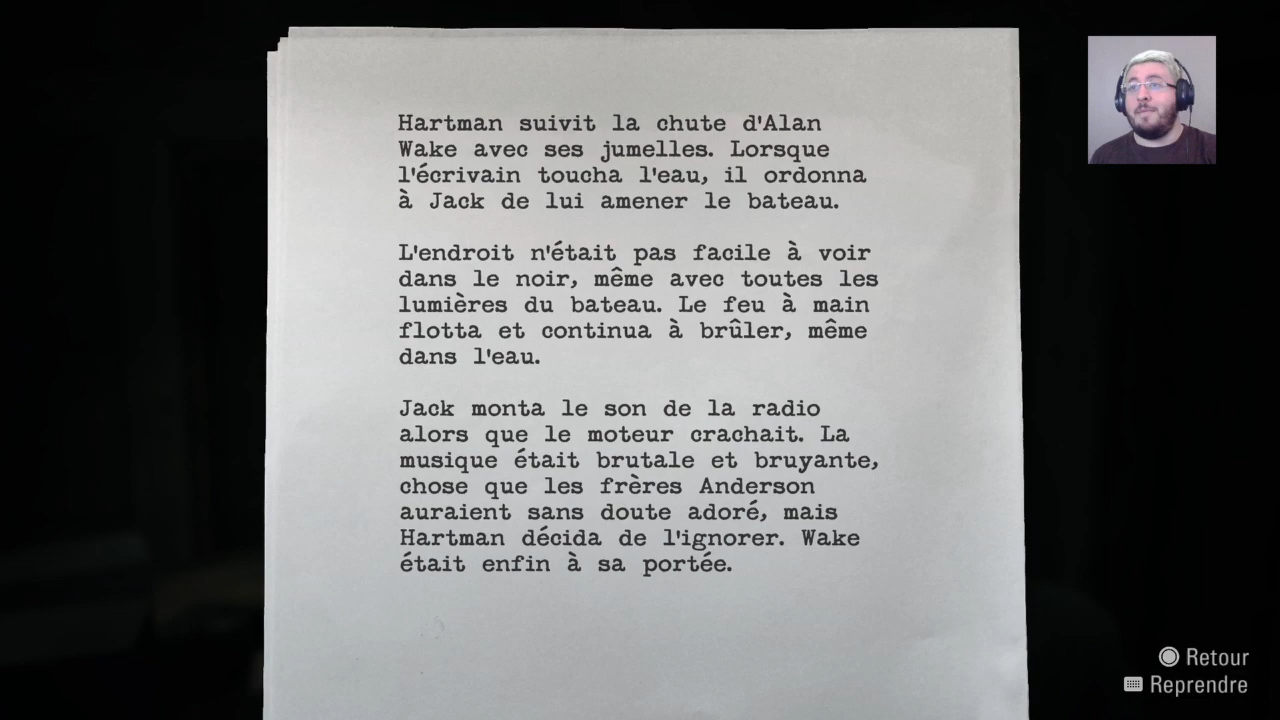 Hartman suivit la chute d'Alan
Wake avec ses jumelles. Lorsque
l'écrivain toucha l'eau, il ordonna
à Jack de lui amener le bateau.
L'endroit n'était pas facile à voir
dans le noir, même avec toutes les
lumières du bateau. Le feu à main
flotta et continua à brûler, même
dans l'eau.
Jack monta le son de la radio
alors que le moteur crachait. La
musique était brutale et bruyante,
chose que les frères Anderson
auraient sans doute adoré, mais
Hartman décida de l'ignorer. Wake
était enfin à sa portée.
Retour
Reprendre